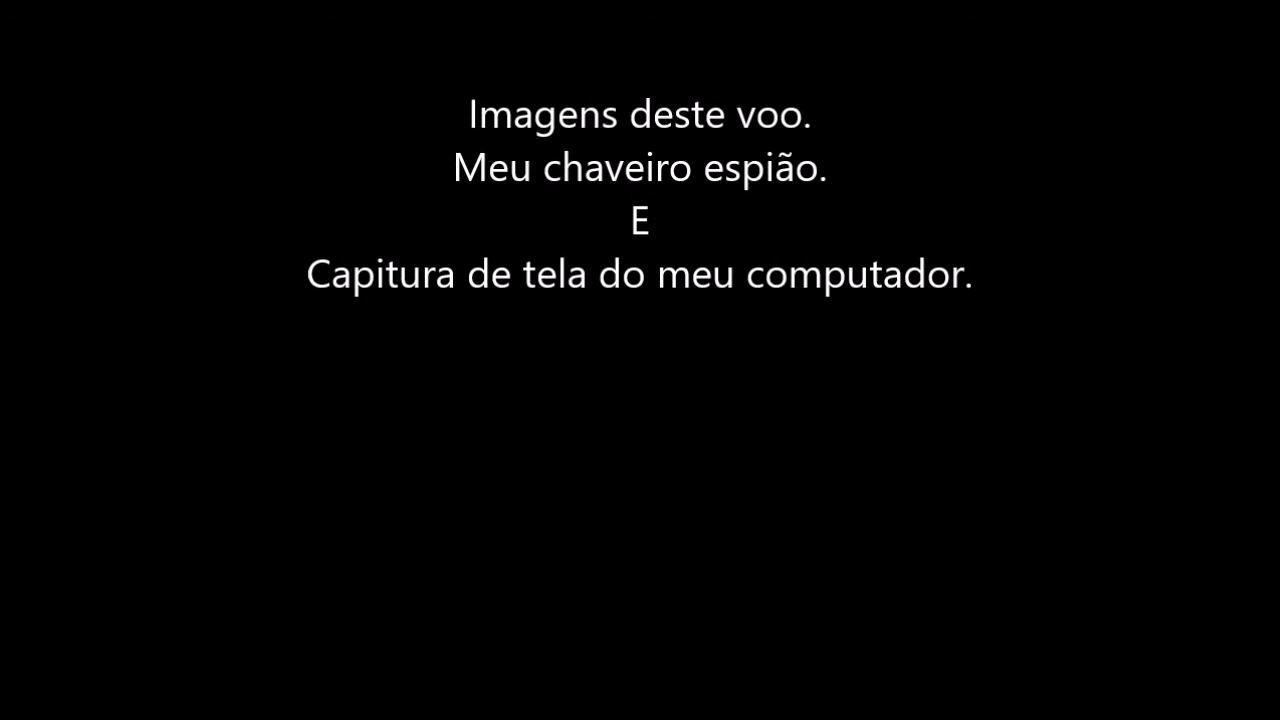 Imagens deste voo.
Meu chaveiro espião.
E
Capitura de tela do meu computador.